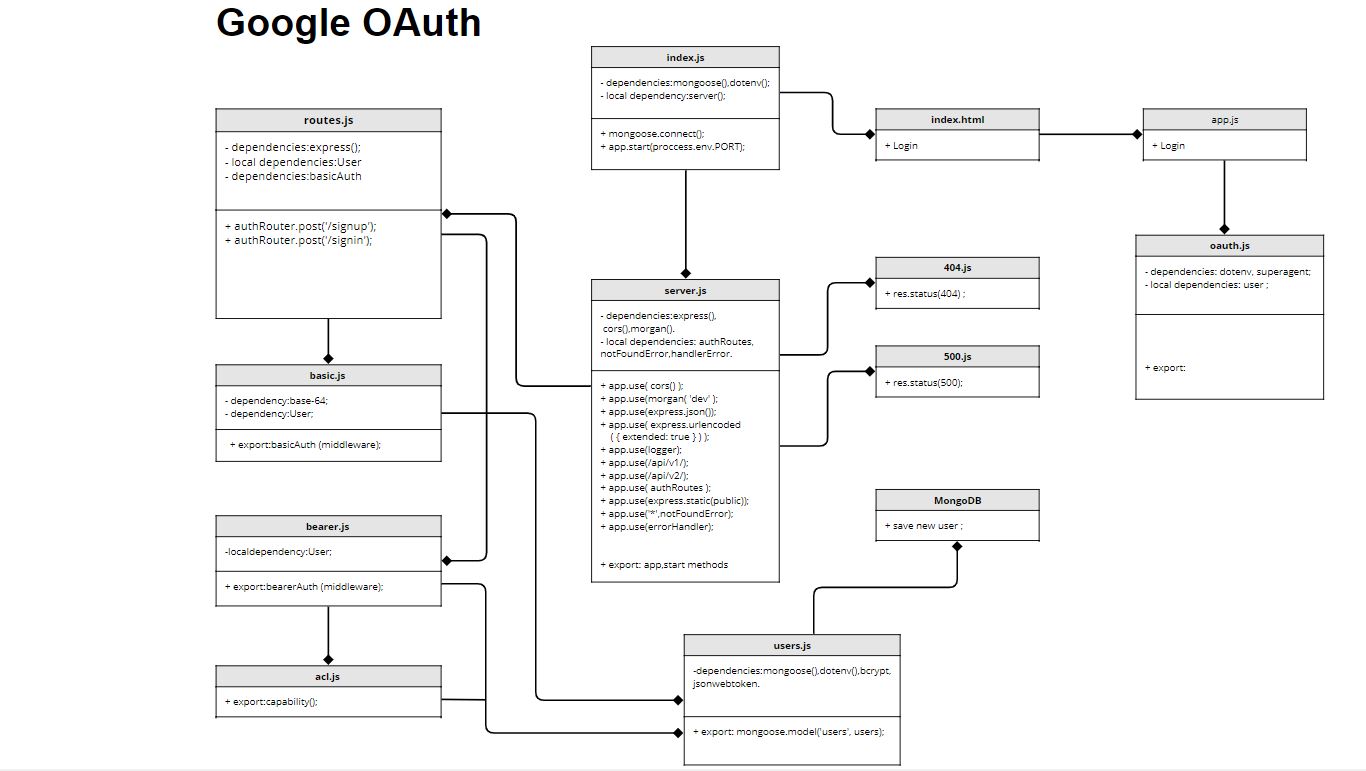 Google OAuth
index.js
- dependencies:mongoose(),dotenv();
- local dependency:server();
+ mongoose.connect();
+ app.start(proccess.env.PORT);
index.html
+ Login
app.js
+ Login
routes.js
- dependencies:express();
- local dependencies:User
- dependencies:basicAuth
+ authRouter.post('/signup');
+ authRouter.post('/signin');
oauth.js
- dependencies: dotenv, superagent;
- local dependencies: user ;
+ export:
server.js
- dependencies:express(),
cors(),morgan().
- local dependencies: authRoutes,
notFoundError,handlerError.
+ app.use( cors() );
+ app.use(morgan( 'dev' );
+ app.use(express.json());
+ app.use( express.urlencoded
( { extended: true } ) );
+ app.use(logger);
+ app.use(/api/v1/);
+ app.use(/api/v2/);
+ app.use( authRoutes );
+ app.use(express.static(public));
+ app.use('*',notFoundError);
+ app.use(errorHandler);
+ export: app,start methods
404.js
+ res.status(404) ;
500.js
+ res.status(500);
basic.js
- dependency:base-64;
- dependency:User;
+ export:basicAuth (middleware);
bearer.js
-localdependency:User;
+ export:bearerAuth (middleware);
MongoDB
+ save new user ;
acl.js
+ export:capability();
users.js
-dependencies:mongoose(),dotenv(),bcrypt,
jsonwebtoken.
+ export: mongoose.model('users', users);